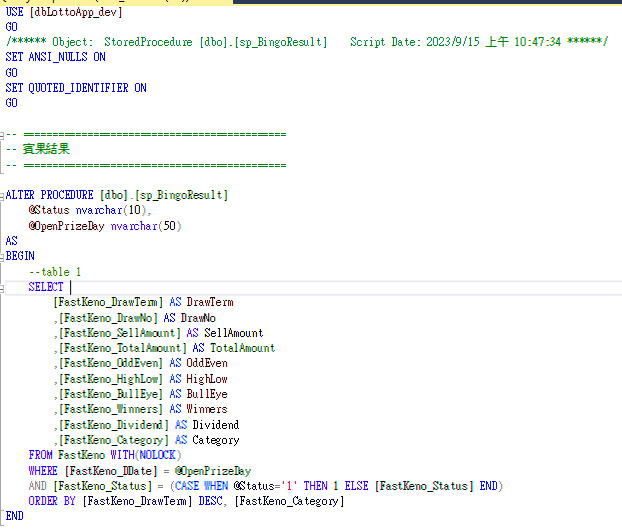 USE [dbLottoApp_dev]
GO
/****** Object:  StoredProcedure [dbo].[sp_BingoResult]    Script Date: 2023/9/15 上午 10:47:34 ******/
SET ANSI_NULLS ON
GO
SET QUOTED_IDENTIFIER ON
GO
-- =============================================
-- 賓果結果
-- =============================================
ALTER PROCEDURE [dbo].[sp_BingoResult]
@Status nvarchar(10),
@OpenPrizeDay nvarchar(50)
AS
BEGIN
--table 1
SELECT
[FastKeno_DrawTerm] AS DrawTerm
,[FastKeno_DrawNo] AS DrawNo
,[FastKeno_SellAmount] AS SellAmount
,[FastKeno_TotalAmount] AS TotalAmount
,[FastKeno_OddEven] AS OddEven
,[FastKeno_HighLow] AS HighLow
,[FastKeno_BullEye] AS BullEye
,[FastKeno_Winners] AS Winners
,[FastKeno_Dividend] AS Dividend
,[FastKeno_Category] AS Category
FROM FastKeno WITH(NOLOCK)
WHERE [FastKeno_DDate] = @OpenPrizeDay
AND [FastKeno_Status] = (CASE WHEN @Status='1' THEN 1 ELSE [FastKeno_Status] END)
ORDER BY [FastKeno_DrawTerm] DESC, [FastKeno_Category]
END